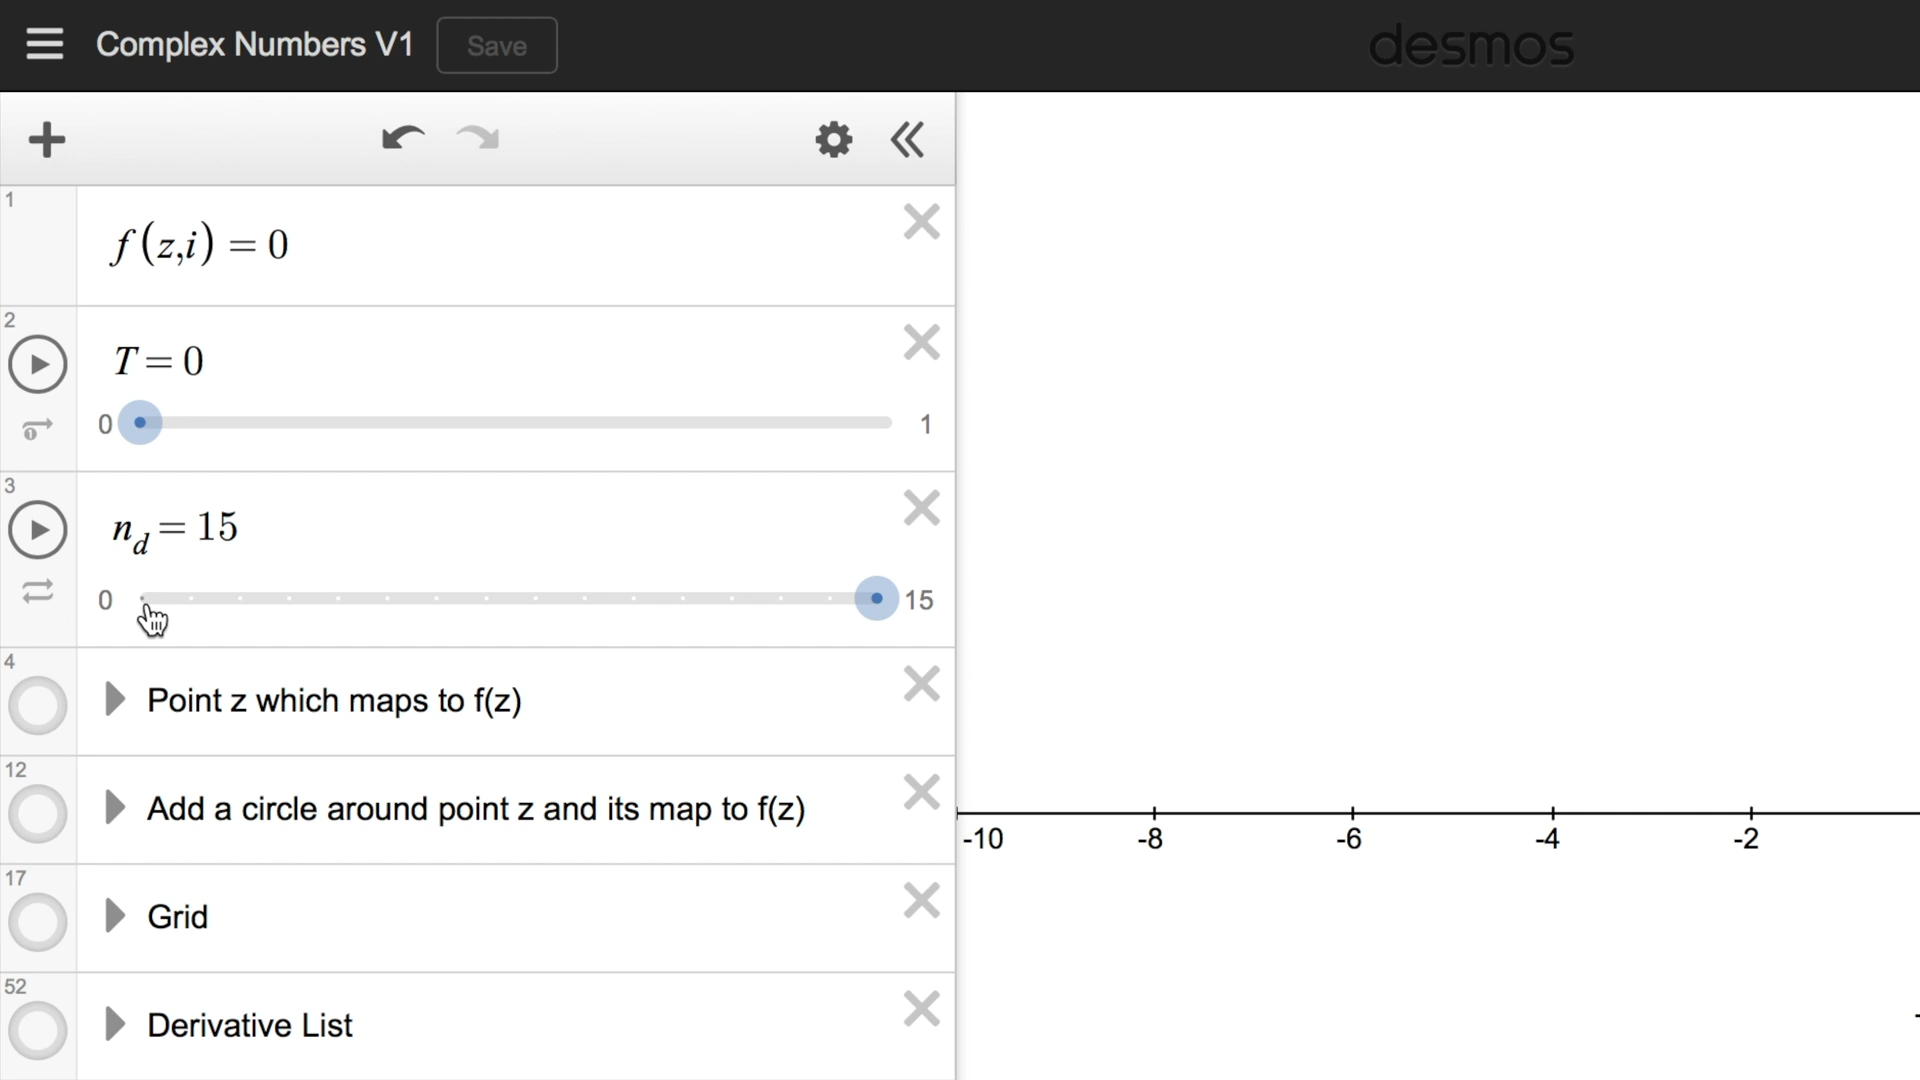 Complex Numbers V1
Save
desmos
1
f(z,i) = 0
2
T = 0
0
1
3
n_d = 15
0
15
4
Point z which maps to f(z)
12
Add a circle around point z and its map to f(z)
17
Grid
52
Derivative List
-10 -8 -6 -4 -2